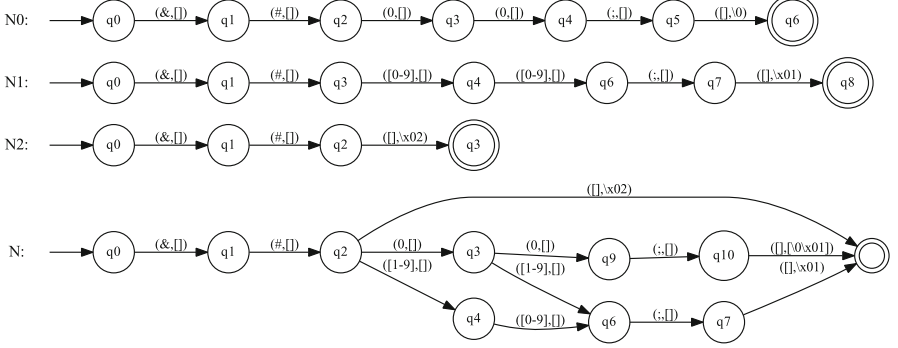 N0: q0 (&,[]) q1 (#,[]) q2 (0,[]) q3 (0,[]) q4 (;,[]) q5 ([],\0) q6
N1: q0 (&,[]) q1 (#,[]) q3 ([0-9],[]) q4 ([0-9],[]) q6 (;,[]) q7 ([],\x01) q8
N2: q0 (&,[]) q1 (#,[]) q2 ([],\x02) q3
([],\x02)
N: q0 (&,[]) q1 (#,[]) q2 (0,[]) q3 (0,[]) q9 (;,[]) q10 ([],[\0\x01])
([1-9],[]) ([1-9],[]) ([],\x01)
q4 ([0-9],[]) q6 (;,[]) q7